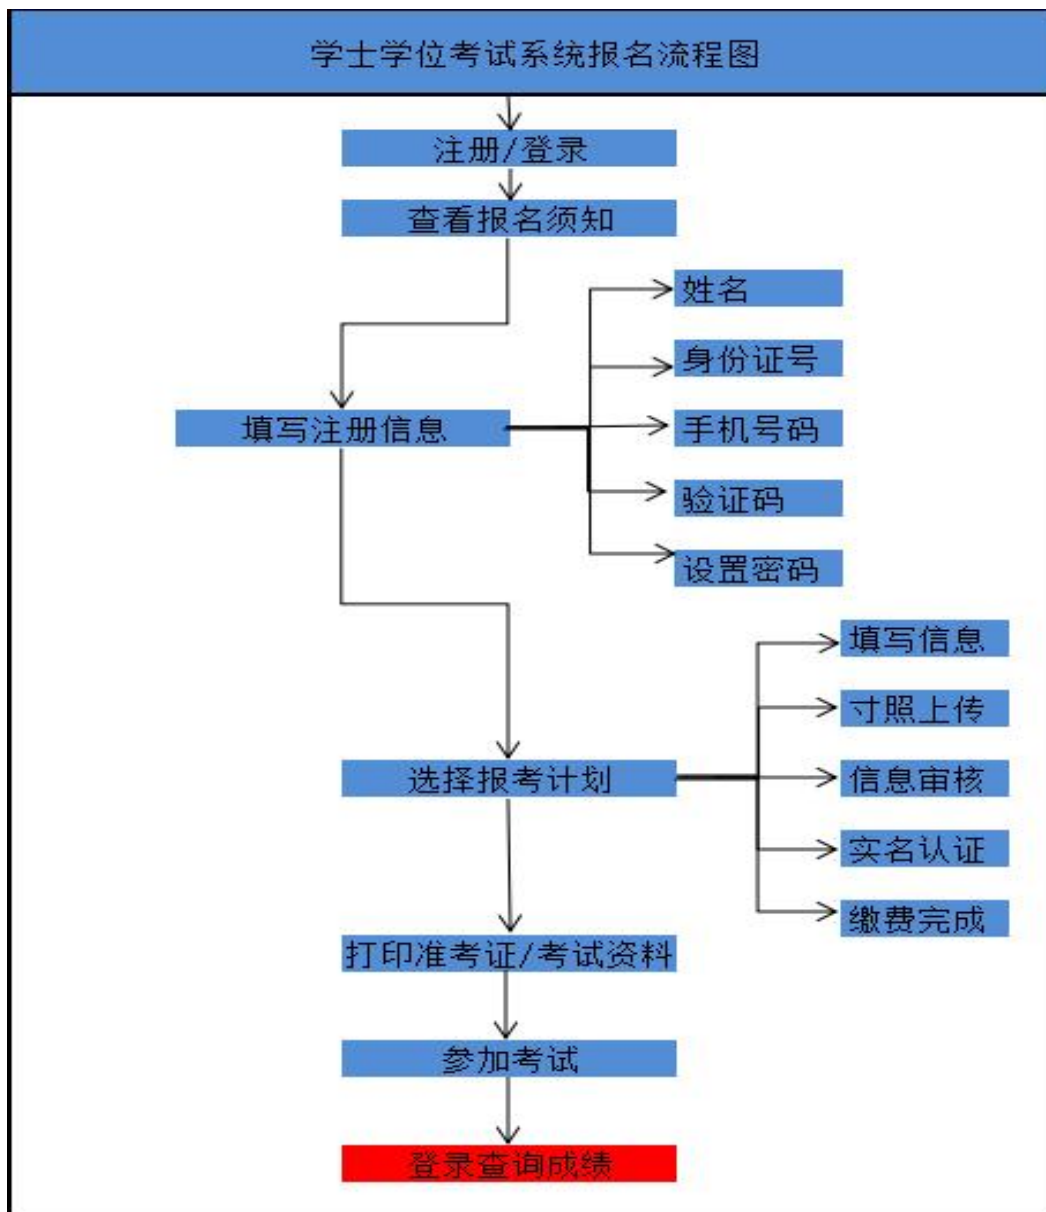 学士学位考试系统报名流程图
注册/登录
查看报名须知
姓名
身份证号
填写注册信息
手机号码
验证码
设置密码
填写信息
寸照上传
选择报考计划
信息审核
实名认证
缴费完成
打印准考证/考试资料
参加考试
登录查询成绩